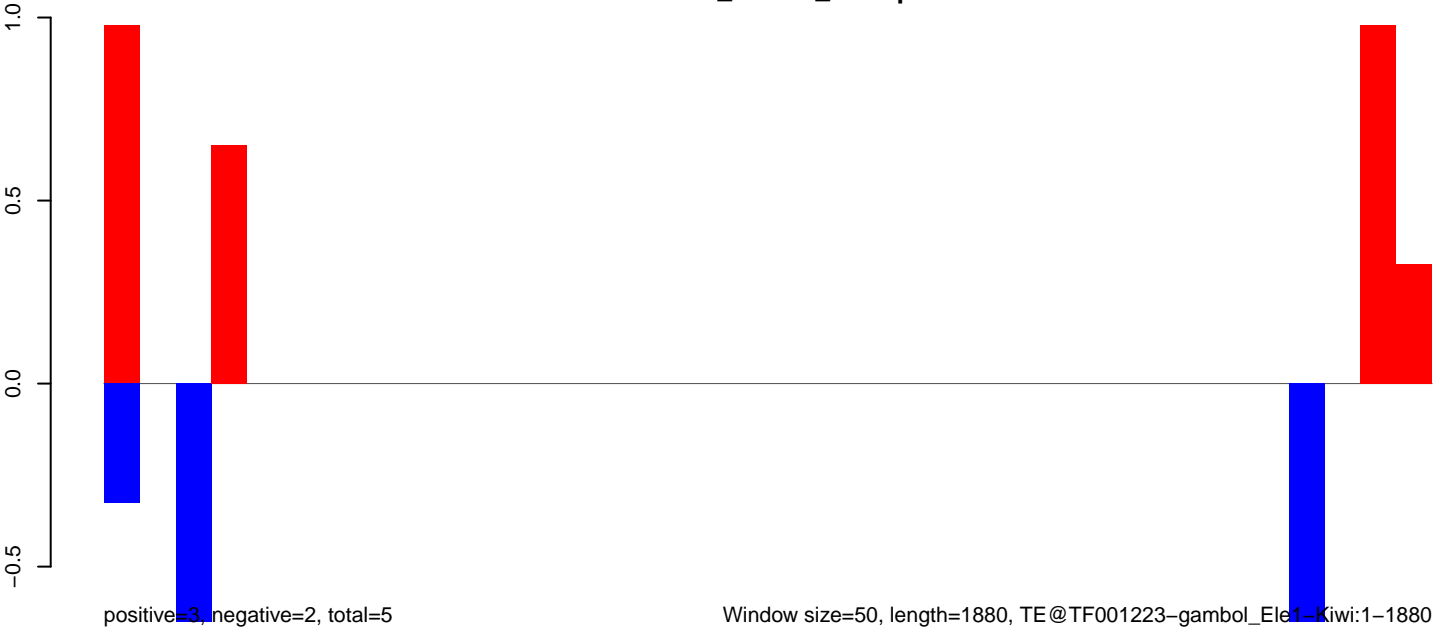 1.0
0.5
0.0
−0.5
positive=3, negative=2, total=5
Window size=50, length=1880, TE@TF001223−gambol_Ele1−Kiwi:1−1880